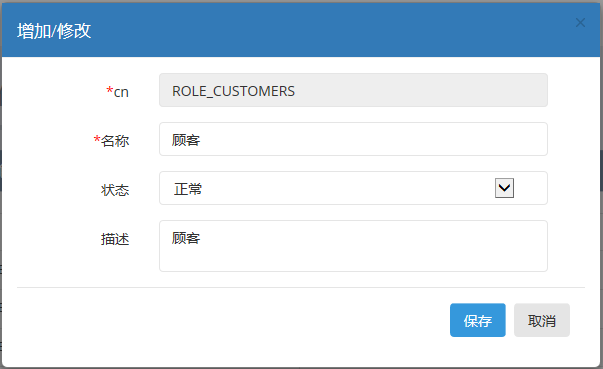 增加/修改 ×
*cn ROLE_CUSTOMERS
*名称 顾客
状态 正常
描述 顾客
保存 取消